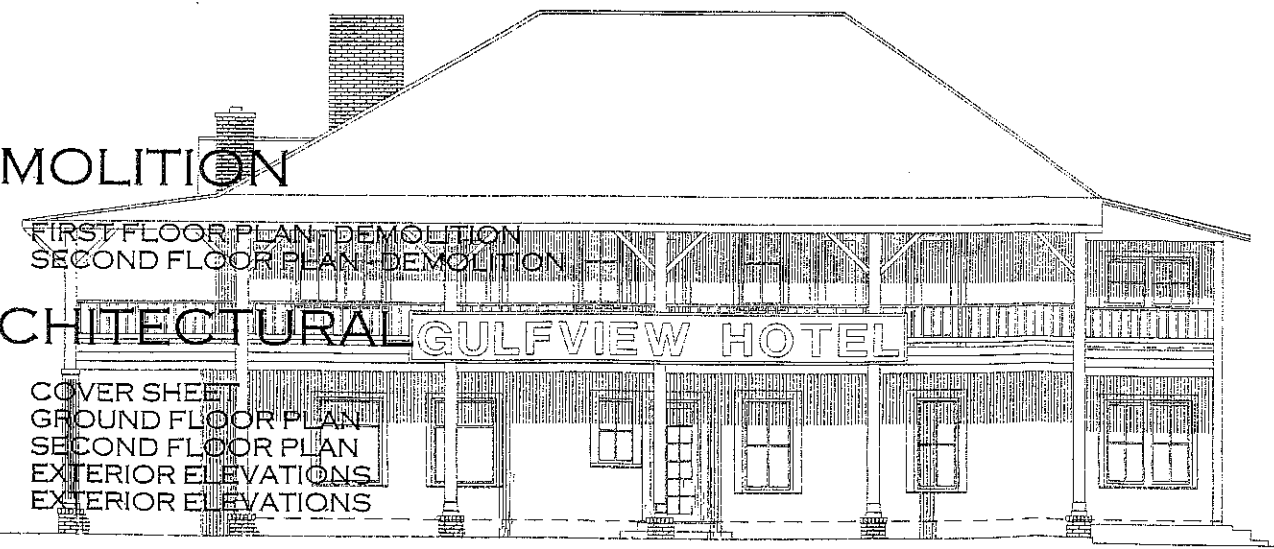 MOLITION
FIRST FLOOR PLAN - DEMOLITION
SECOND FLOOR PLAN - DEMOLITION
CHITECTURAL
GULFVIEW HOTEL
COVER SHEET
GROUND FLOOR PLAN
SECOND FLOOR PLAN
EXTERIOR ELEVATIONS
EXTERIOR ELEVATIONS